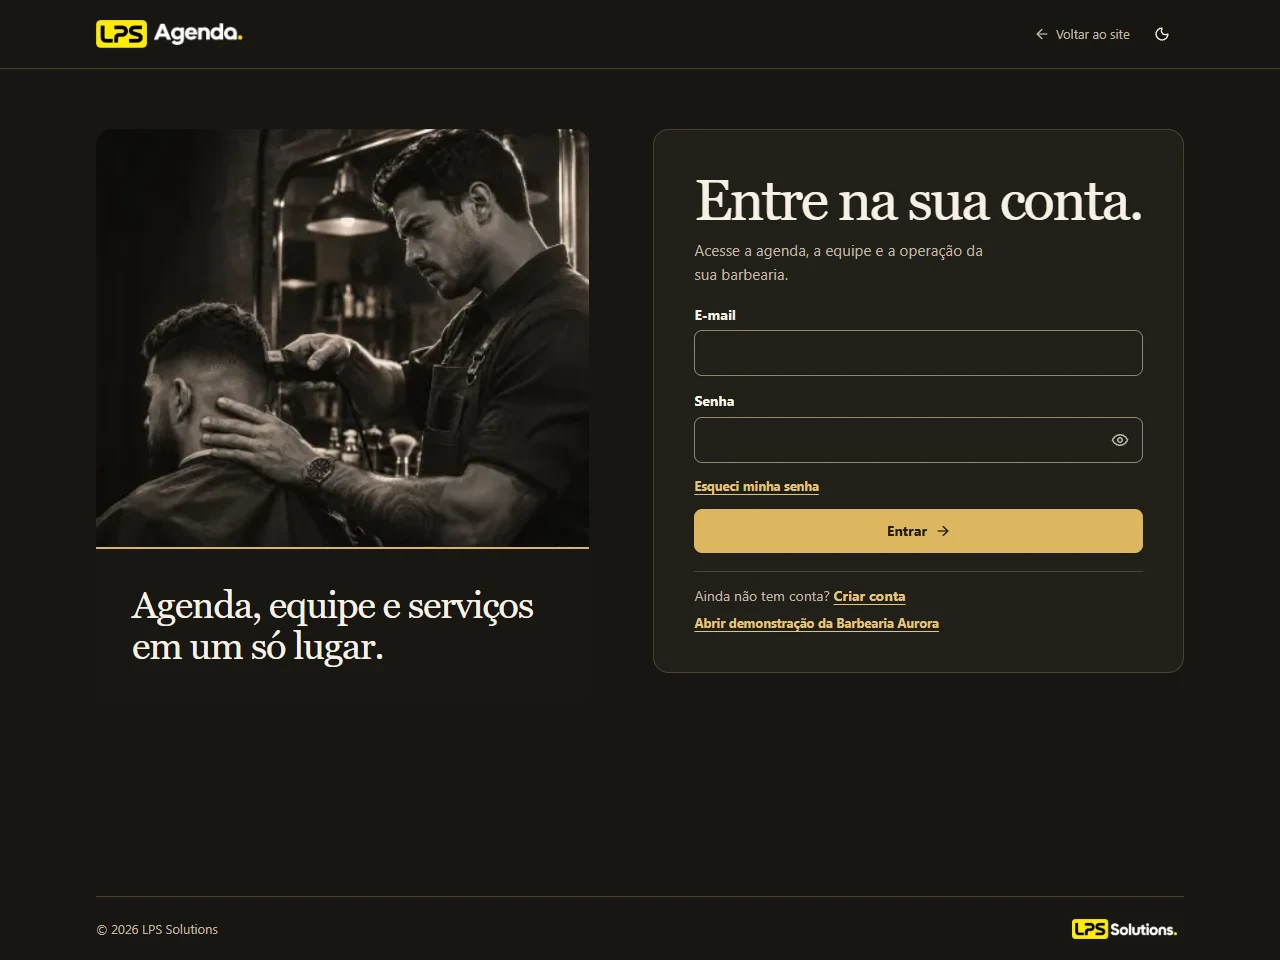 LPS Agenda.
Voltar ao site
Entre na sua conta.
Acesse a agenda, a equipe e a operação da
sua barbearia.
E-mail
Senha
Esqueci minha senha
Entrar
Ainda não tem conta? Criar conta
Abrir demonstração da Barbearia Aurora
Agenda, equipe e serviços
em um só lugar.
© 2026 LPS Solutions
LPS Solutions.